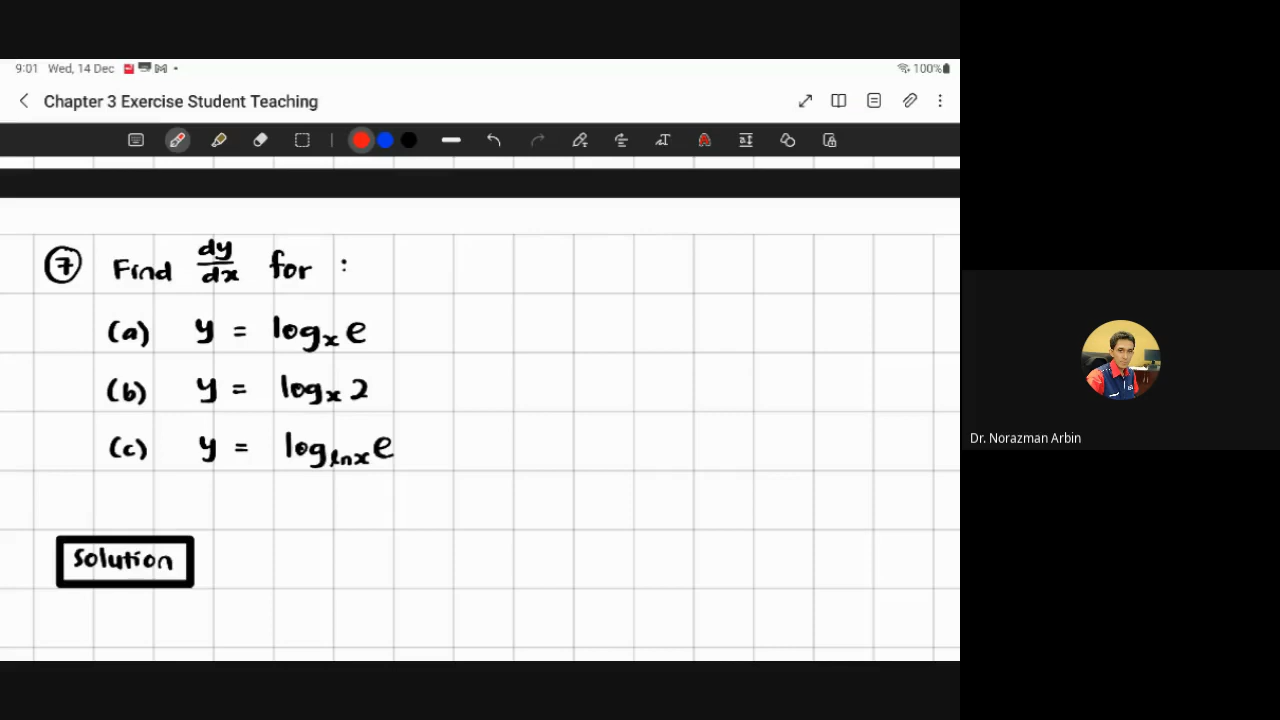 9:01 Wed, 14 Dec
100%
Chapter 3 Exercise Student Teaching
7 Find dy/dx for :
(a) y = logₓ e
(b) y = logₓ 2
(c) y = log_lnx e
Solution
Dr. Norazman Arbin